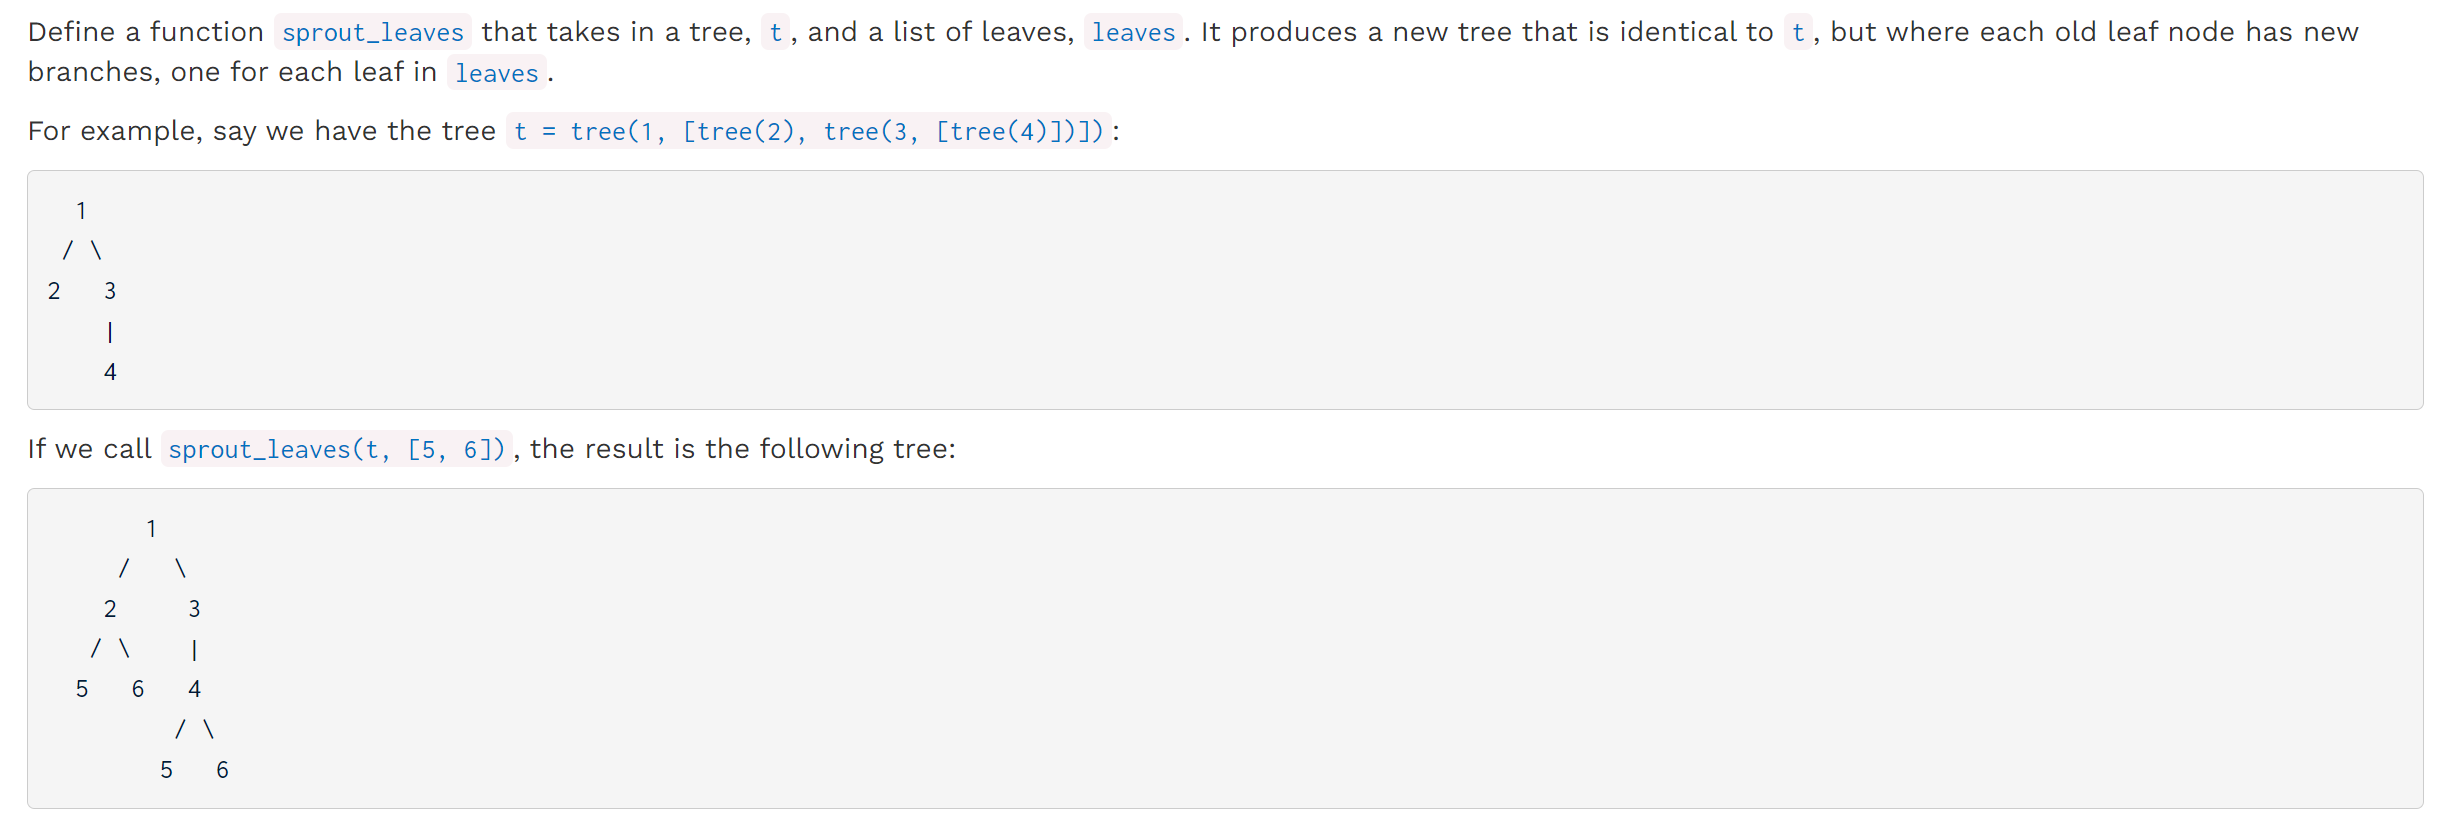 Define a function sprout_leaves that takes in a tree, t, and a list of leaves, leaves. It produces a new tree that is identical to t, but where each old leaf node has new
branches, one for each leaf in leaves.
For example, say we have the tree t = tree(1, [tree(2), tree(3, [tree(4)])]):
    1
   / \
  2   3
      |
      4
If we call sprout_leaves(t, [5, 6]), the result is the following tree:
         1
       /   \
      2     3
     / \    |
    5   6   4
           / \
          5   6